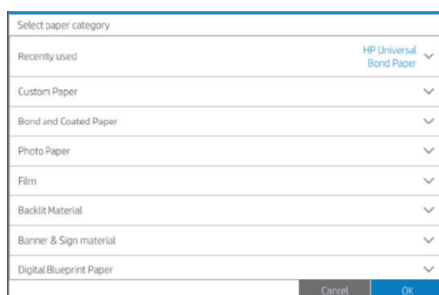 Select paper category
Recently used
HP Universal
Bond Paper
Custom Paper
Bond and Coated Paper
Photo Paper
Film
Backlit Material
Banner & Sign material
Digital Blueprint Paper
Cancel
OK